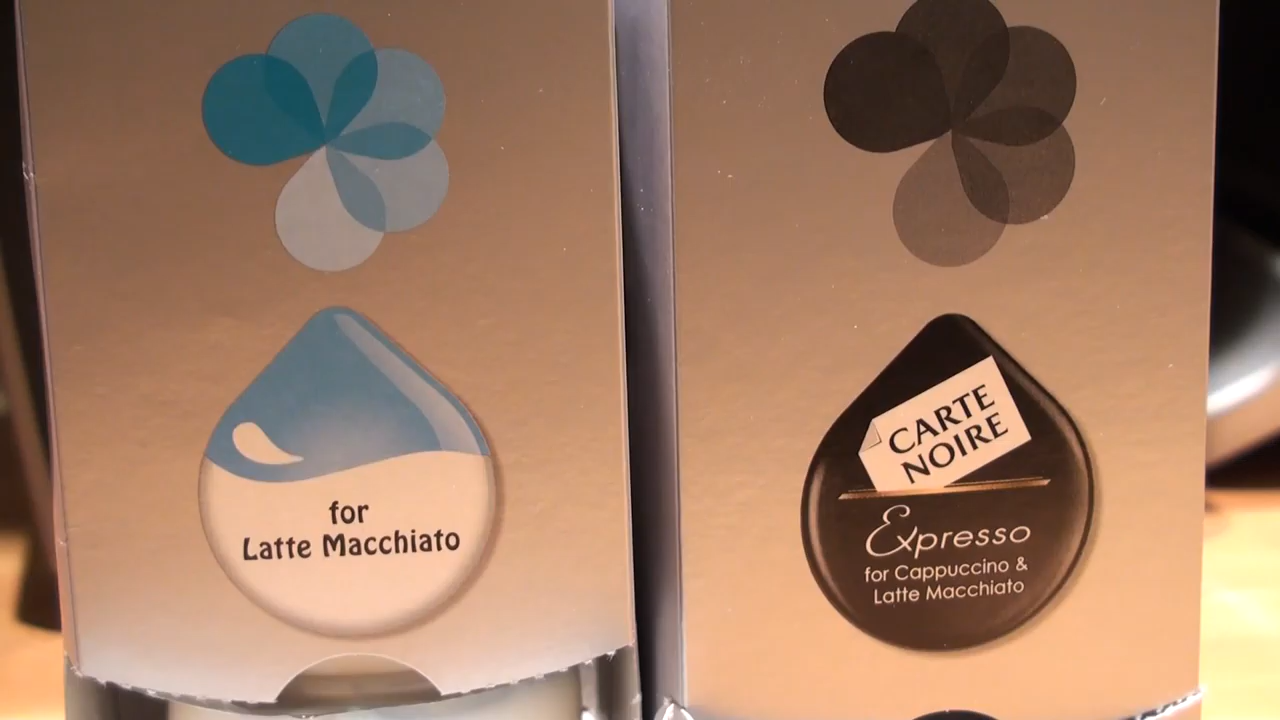 for
Latte Macchiato
CARTE
NOIRE
Expresso
for Cappuccino &
Latte Macchiato